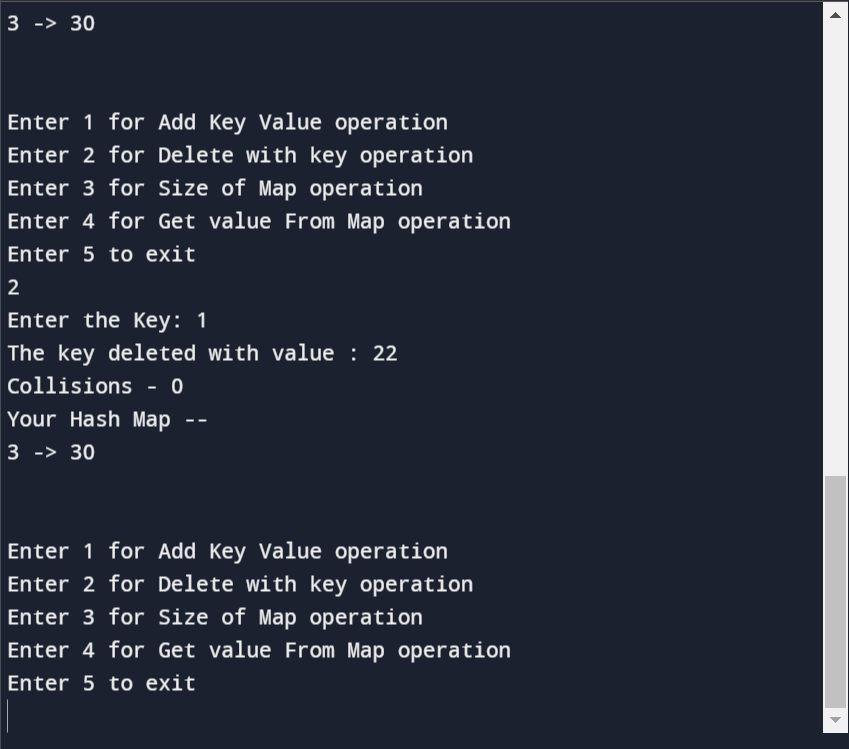 3 -> 30
Enter 1 for Add Key Value operation
Enter 2 for Delete with key operation
Enter 3 for Size of Map operation
Enter 4 for Get value From Map operation
Enter 5 to exit
2
Enter the Key: 1
The key deleted with value : 22
Collisions - 0
Your Hash Map --
3 -> 30
Enter 1 for Add Key Value operation
Enter 2 for Delete with key operation
Enter 3 for Size of Map operation
Enter 4 for Get value From Map operation
Enter 5 to exit